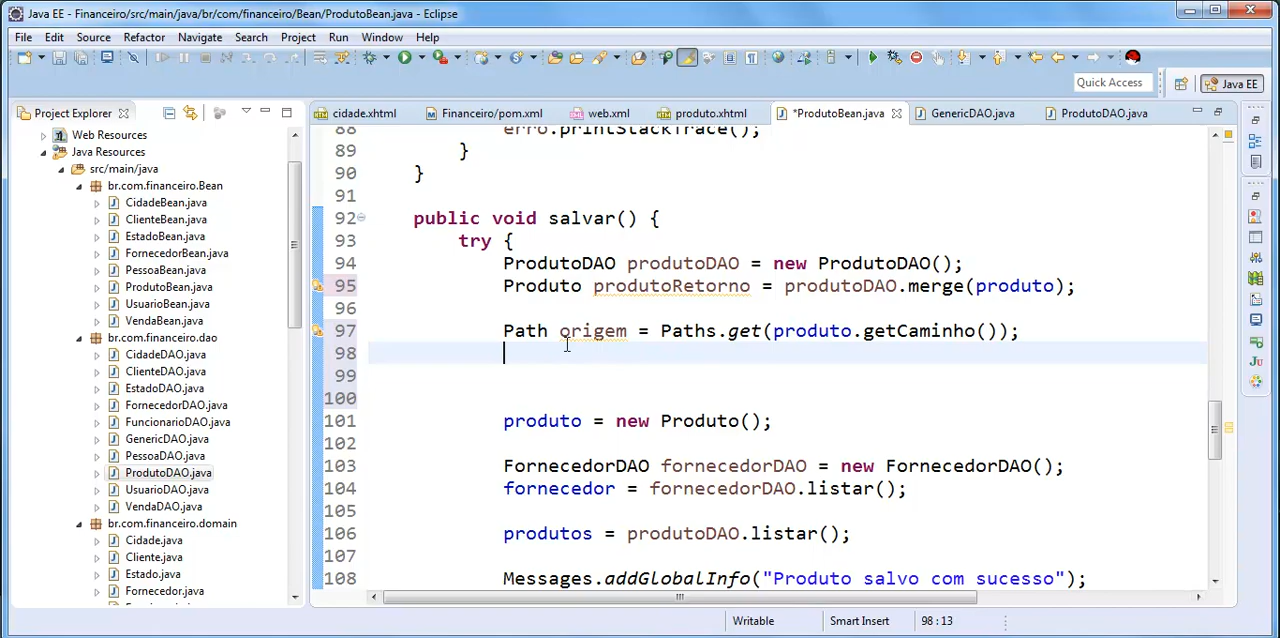 Java EE - Financeiro/src/main/java/br/com/financeiro/Bean/ProdutoBean.java - Eclipse
File Edit Source Refactor Navigate Search Project Run Window Help
Quick Access Java EE
Project Explorer
cidade.xhtml Financeiro/pom.xml web.xml produto.xhtml *ProdutoBean.java GenericDAO.java ProdutoDAO.java
Web Resources
Java Resources
src/main/java
br.com.financeiro.Bean
CidadeBean.java
ClienteBean.java
EstadoBean.java
FornecedorBean.java
PessoaBean.java
ProdutoBean.java
UsuarioBean.java
VendaBean.java
br.com.financeiro.dao
CidadeDAO.java
ClienteDAO.java
EstadoDAO.java
FornecedorDAO.java
FuncionarioDAO.java
GenericDAO.java
PessoaDAO.java
ProdutoDAO.java
UsuarioDAO.java
VendaDAO.java
br.com.financeiro.domain
Cidade.java
Cliente.java
Estado.java
Fornecedor.java
88 erro.printStackTrace();
89 }
90 }
91
92 public void salvar() {
93 try {
94 ProdutoDAO produtoDAO = new ProdutoDAO();
95 Produto produtoRetorno = produtoDAO.merge(produto);
96
97 Path origem = Paths.get(produto.getCaminho());
98
99
100
101 produto = new Produto();
102
103 FornecedorDAO fornecedorDAO = new FornecedorDAO();
104 fornecedor = fornecedorDAO.listar();
105
106 produtos = produtoDAO.listar();
107
108 Messages.addGlobalInfo("Produto salvo com sucesso");
Writable Smart Insert 98 : 13